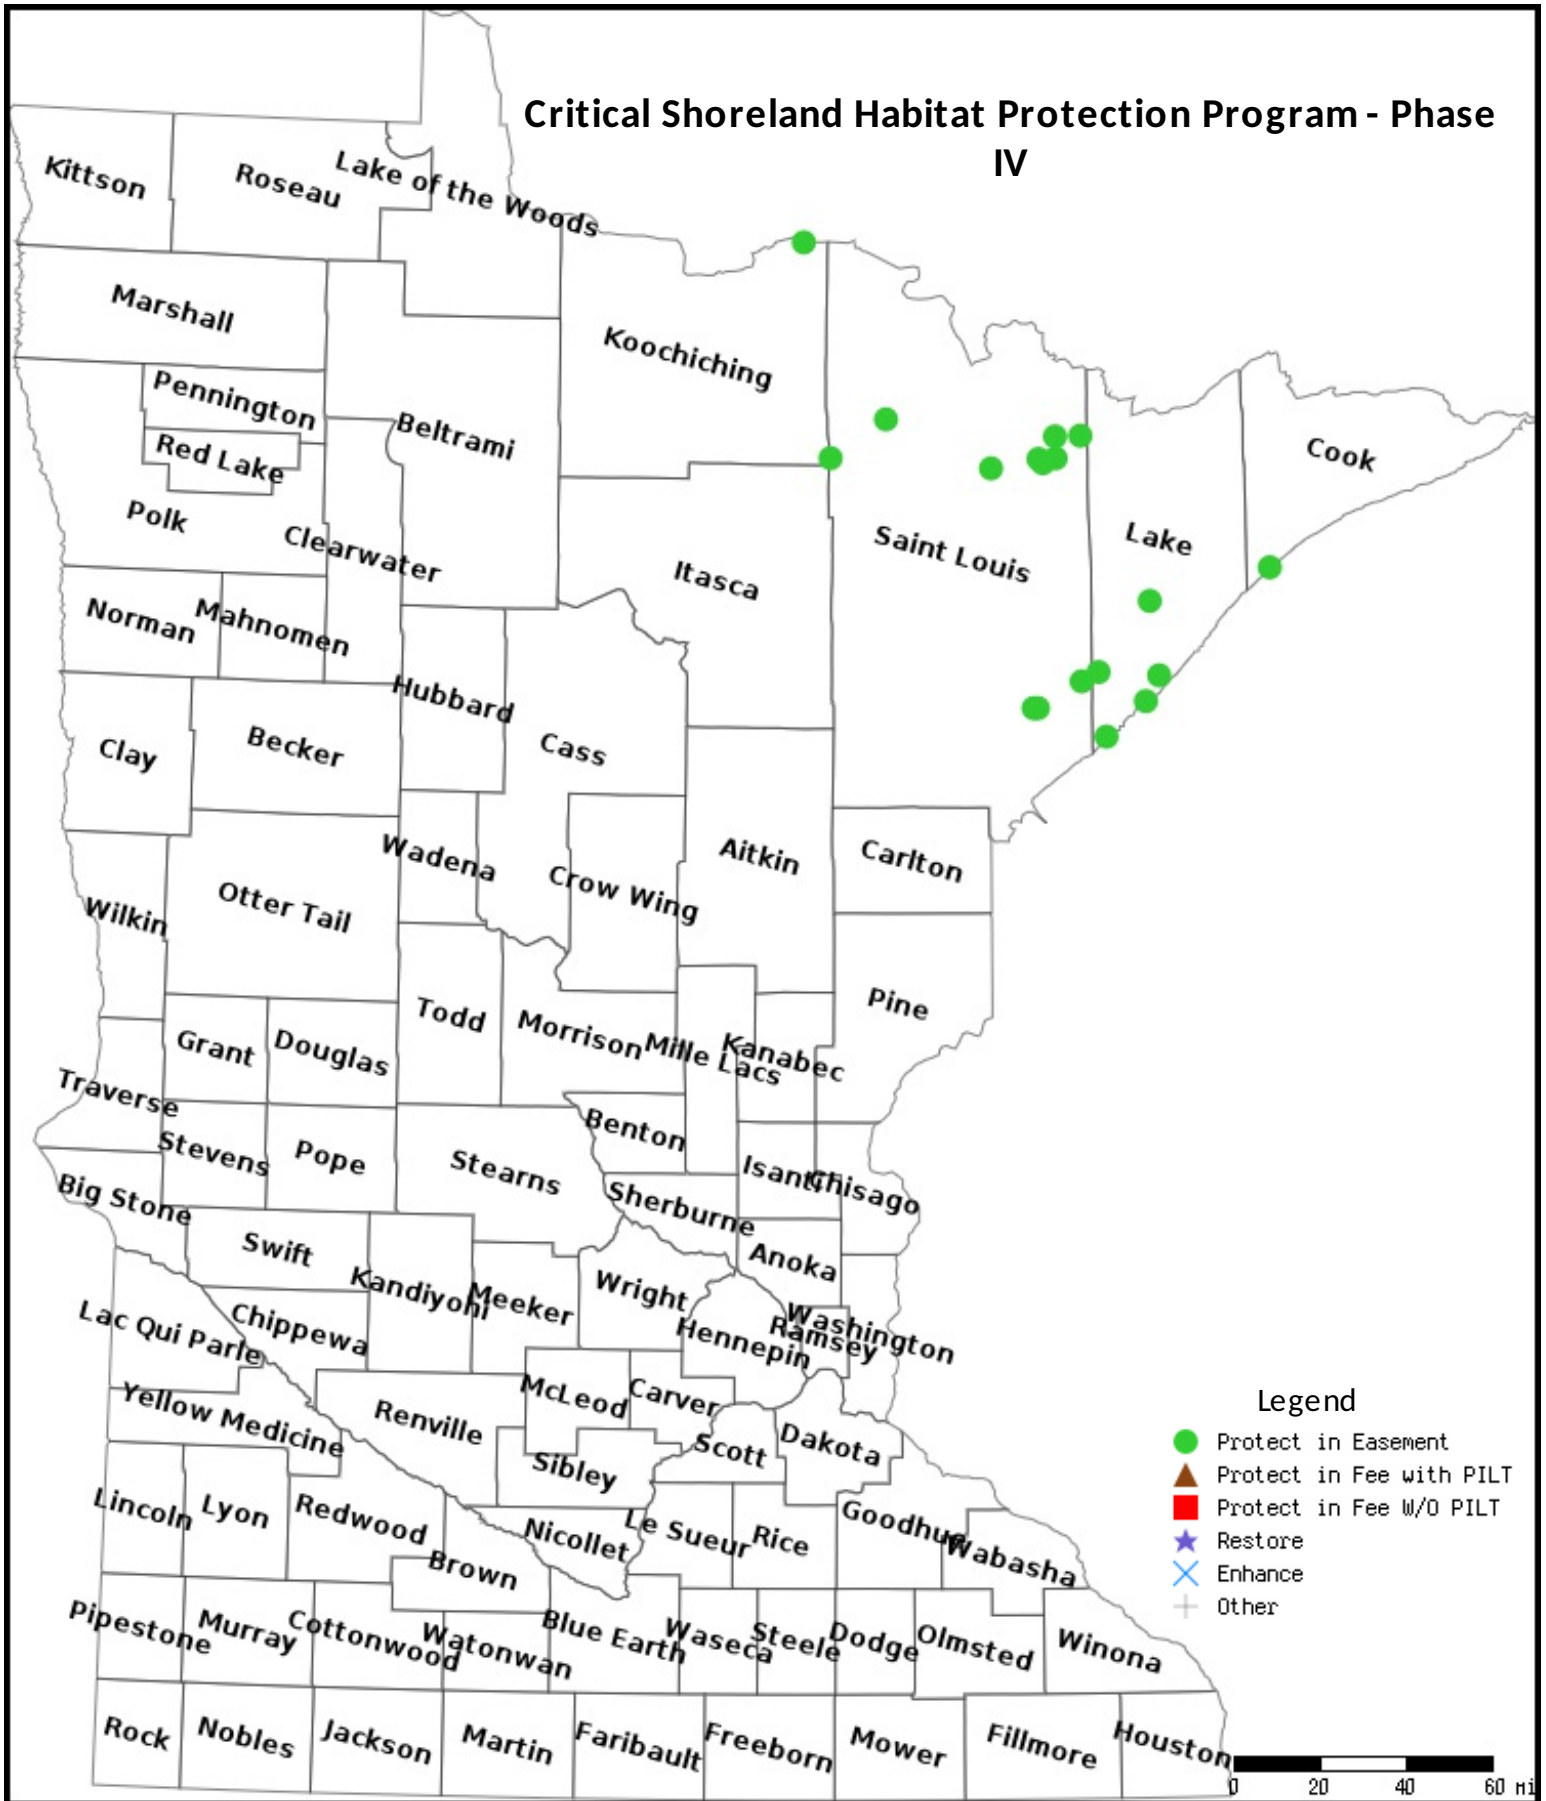 Critical Shoreland Habitat Protection Program - Phase
IV
Kittson
Roseau
Lake of the Woods
Marshall
Koochiching
Pennington
Beltrami
Red Lake
Cook
Polk
Clearwater
Saint Louis
Lake
Itasca
Norman
Mahnomen
Hubbard
Clay
Becker
Cass
Wadena
Aitkin
Carlton
Otter Tail
Crow Wing
Wilkin
Pine
Todd
Morrison
Grant
Douglas
Mille Lacs
Kanabec
Traverse
Benton
Stevens
Pope
Stearns
Isanti
Chisago
Big Stone
Sherburne
Swift
Anoka
Kandiyohi
Meeker
Wright
Lac Qui Parle
Chippewa
Hennepin
Ramsey
Washington
McLeod
Carver
Yellow Medicine
Renville
Scott
Dakota
Sibley
Lincoln
Lyon
Redwood
Nicollet
Le Sueur
Rice
Goodhue
Wabasha
Brown
Pipestone
Murray
Cottonwood
Watonwan
Blue Earth
Waseca
Steele
Dodge
Olmsted
Winona
Rock
Nobles
Jackson
Martin
Faribault
Freeborn
Mower
Fillmore
Houston
Legend
Protect in Easement
Protect in Fee with PILT
Protect in Fee W/O PILT
Restore
Enhance
Other
0 20 40 60 mi